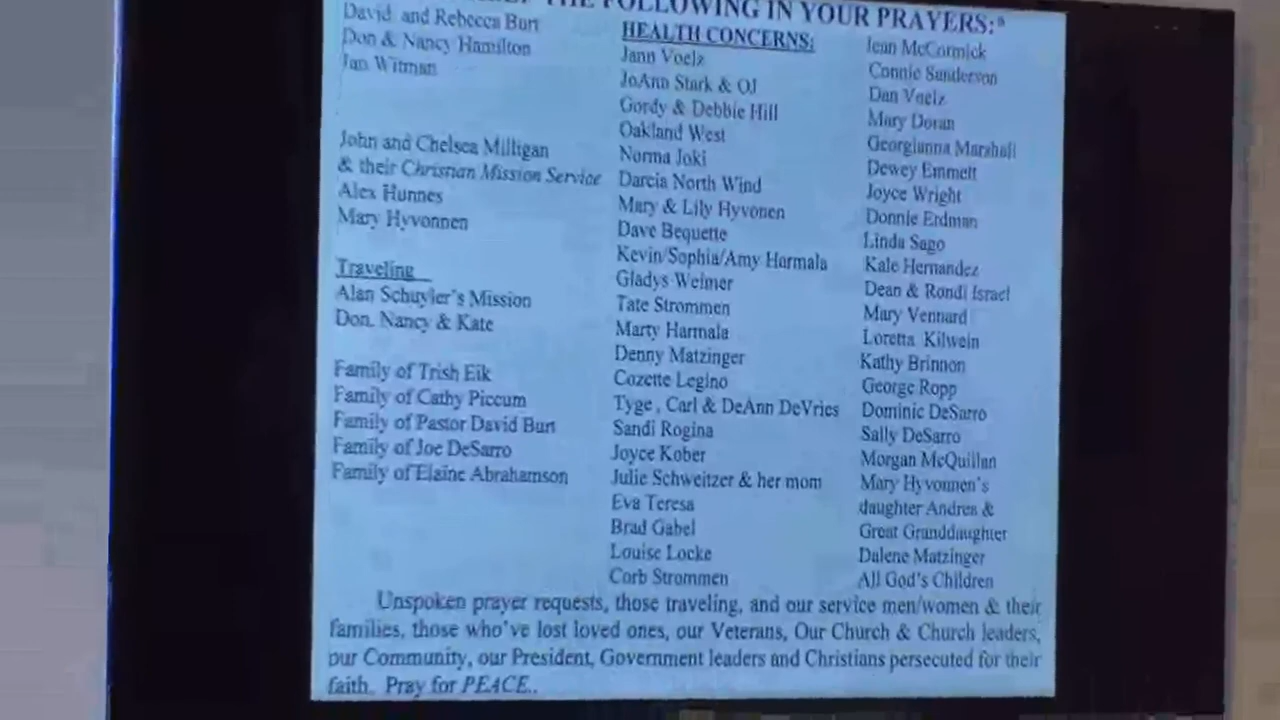 THE FOLLOWING IN YOUR PRAYERS:*
David and Rebecca Burt
Don & Nancy Hamilton
Jan Witman
John and Chelsea Milligan
& their Christian Mission Service
Alex Hunnes
Mary Hyvonnen
Traveling
Alan Schuyler's Mission
Don. Nancy & Kate
Family of Trish Eik
Family of Cathy Piccum
Family of Pastor David Burt
Family of Joe DeSarro
Family of Elaine Abrahamson
HEALTH CONCERNS:
Jann Voelz
JoAnn Stark & OJ
Gordy & Debbie Hill
Oakland West
Norma Joki
Darcia North Wind
Mary & Lily Hyvonen
Dave Bequette
Kevin/Sophia/Amy Harmala
Gladys Weimer
Tate Strommen
Marty Harmala
Denny Matzinger
Cozette Legino
Tyge , Carl & DeAnn DeVries
Sandi Rogina
Joyce Kober
Julie Schweitzer & her mom
Eva Teresa
Brad Gabel
Louise Locke
Corb Strommen
Jean McCormick
Connie Sanderson
Dan Voelz
Mary Doran
Georgianna Marshall
Dewey Emmett
Joyce Wright
Donnie Erdman
Linda Sago
Kale Hernandez
Dean & Rondi Israel
Mary Vennard
Loretta Kilwein
Kathy Brinnon
George Ropp
Dominic DeSarro
Sally DeSarro
Morgan McQuillan
Mary Hyvonnen's
daughter Andrea &
Great Granddaughter
Dalene Matzinger
All God's Children
Unspoken prayer requests, those traveling, and our service men/women & their
families, those who've lost loved ones, our Veterans, Our Church & Church leaders,
our Community, our President, Government leaders and Christians persecuted for their
faith. Pray for PEACE..